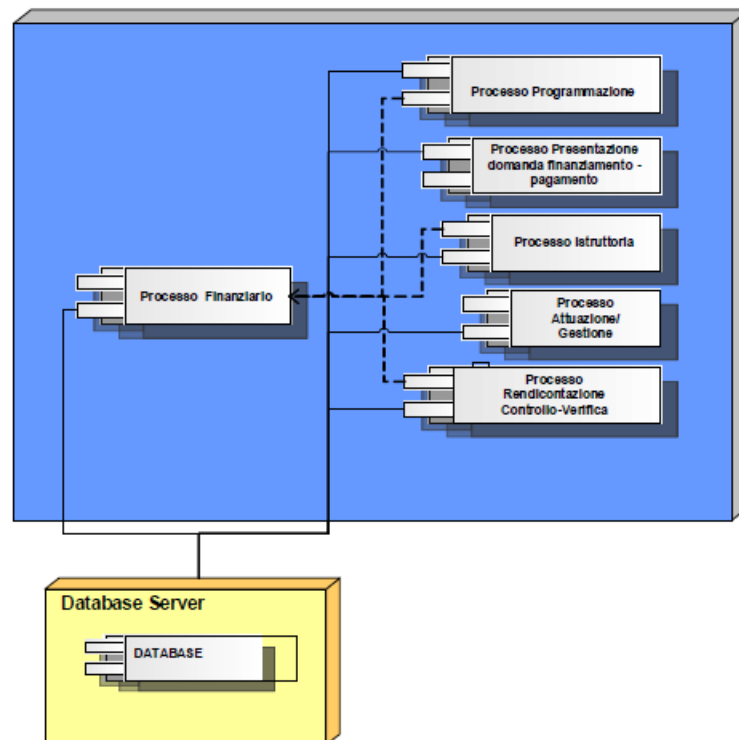 Processo Programmazione
Processo Presentazione
domanda finanziamento -
pagamento
Processo Istruttoria
Processo Finanziario
Processo
Attuazione/
Gestione
Processo
Rendicontazione
Controllo-Verifica
Database Server
DATABASE